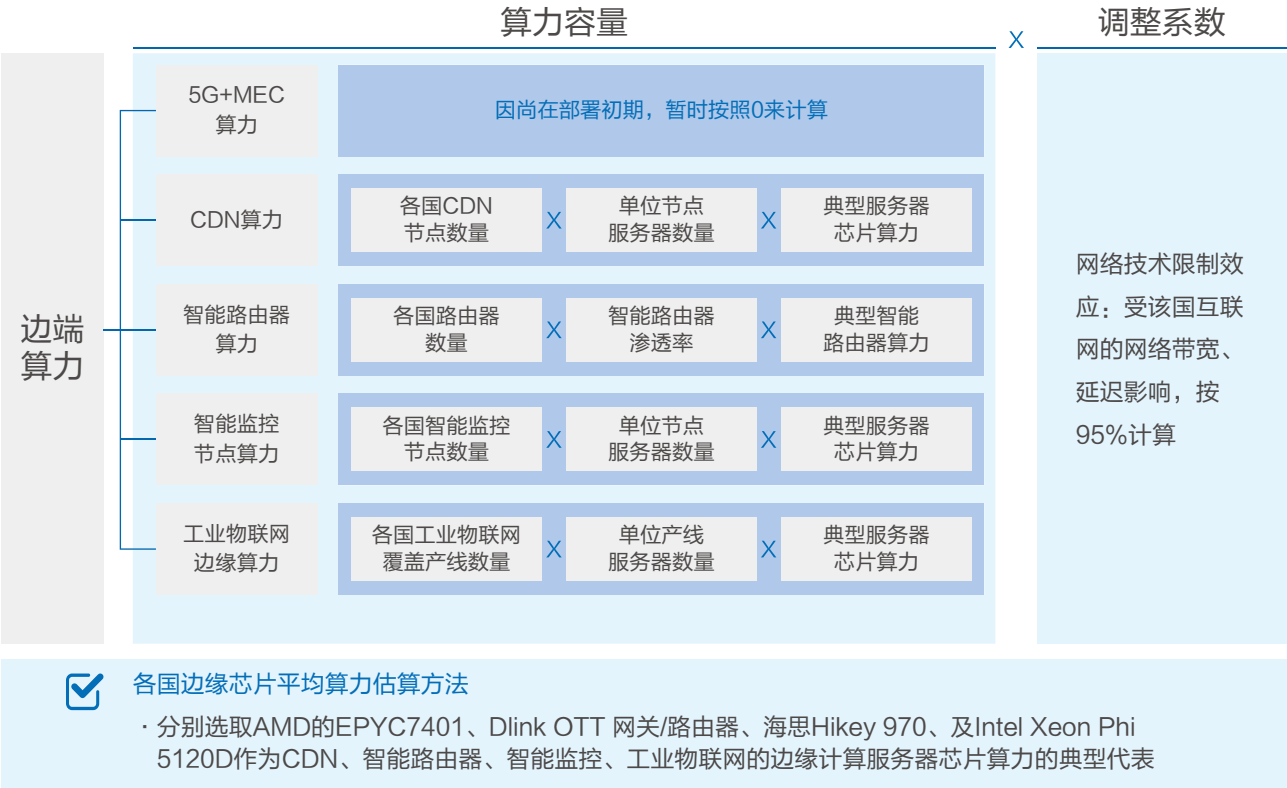 算力容量
X
调整系数
边端
算力
5G+MEC
算力
因尚在部署初期，暂时按照0来计算
CDN算力
各国CDN
节点数量
X
单位节点
服务器数量
X
典型服务器
芯片算力
智能路由器
算力
各国路由器
数量
X
智能路由器
渗透率
X
典型智能
路由器算力
智能监控
节点算力
各国智能监控
节点数量
X
单位节点
服务器数量
X
典型服务器
芯片算力
工业物联网
边缘算力
各国工业物联网
覆盖产线数量
X
单位产线
服务器数量
X
典型服务器
芯片算力
网络技术限制效
应：受该国互联
网的网络带宽、
延迟影响，按
95%计算
各国边缘芯片平均算力估算方法
· 分别选取AMD的EPYC7401、Dlink OTT 网关/路由器、海思Hikey 970、及Intel Xeon Phi
5120D作为CDN、智能路由器、智能监控、工业物联网的边缘计算服务器芯片算力的典型代表